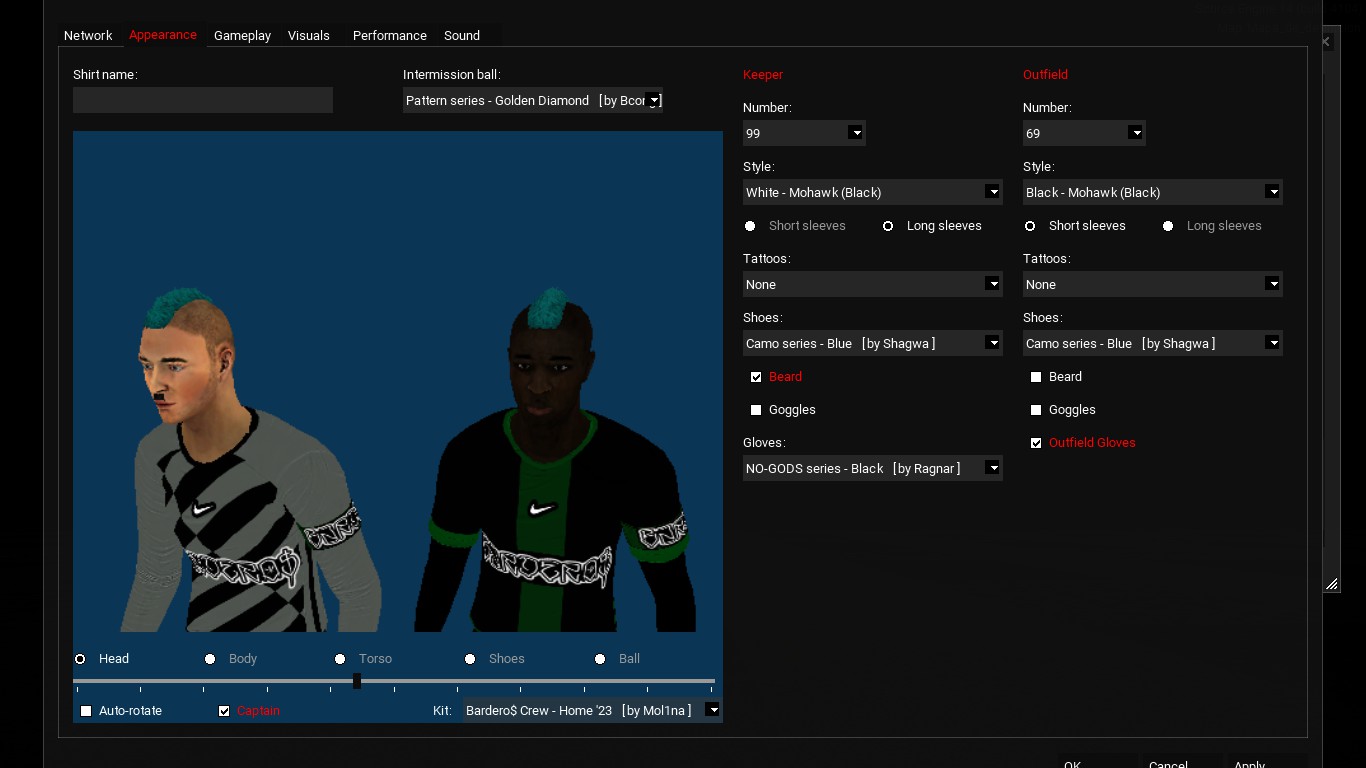 Network Appearance Gameplay Visuals Performance Sound
Shirt name:
Intermission ball:
Pattern series - Golden Diamond [by Bcon
Keeper
Number:
99
Style:
White - Mohawk (Black)
Short sleeves Long sleeves
Tattoos:
None
Shoes:
Camo series - Blue [by Shagwa]
Beard
Goggles
Gloves:
NO-GODS series - Black [by Ragnar]
Outfield
Number:
69
Style:
Black - Mohawk (Black)
Short sleeves Long sleeves
Tattoos:
None
Shoes:
Camo series - Blue [by Shagwa]
Beard
Goggles
Outfield Gloves
Head Body Torso Shoes Ball
Auto-rotate Captain Kit: Bardero$ Crew - Home '23 [by Mol1na]
OK Cancel Apply